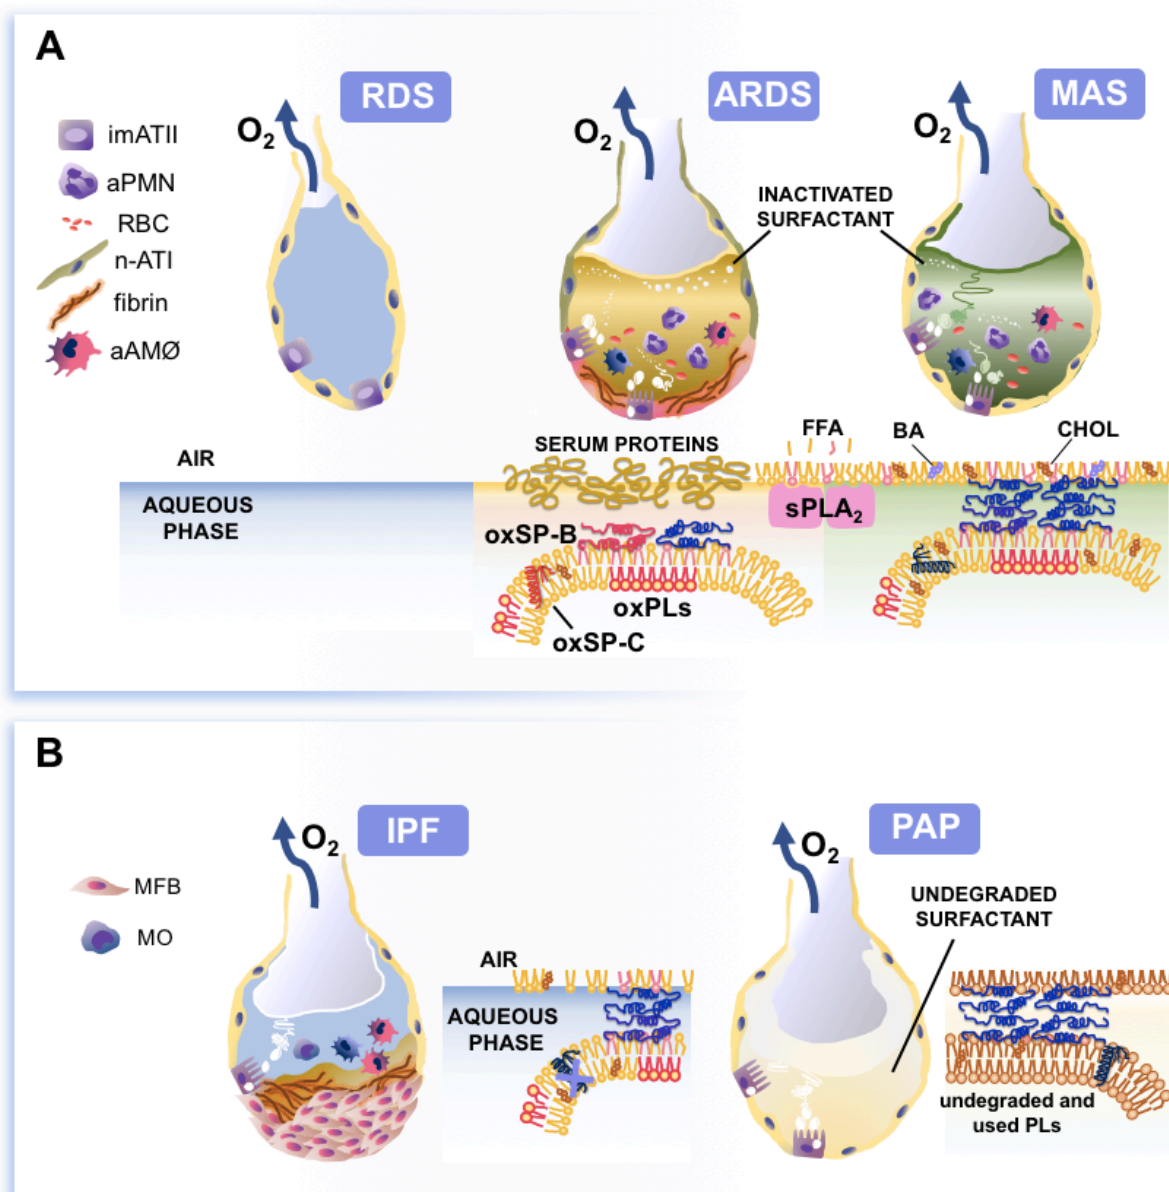 A
RDS
ARDS
MAS
O2
O2
O2
imATII
aPMN
RBC
n-ATI
fibrin
aAMØ
INACTIVATED
SURFACTANT
AIR
AQUEOUS
PHASE
SERUM PROTEINS
FFA
BA
CHOL
sPLA2
oxSP-B
oxPLs
oxSP-C
B
IPF
PAP
O2
O2
MFB
MO
UNDEGRADED
SURFACTANT
AIR
AQUEOUS
PHASE
undegraded and
used PLs